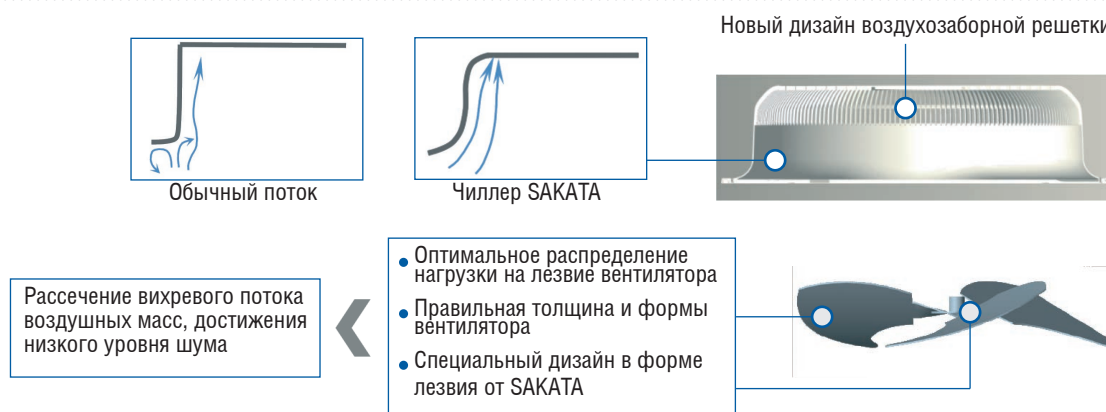 Новый дизайн воздухозаборной решетки
Обычный поток
Чиллер SAKATA
Рассечение вихревого потока
воздушных масс, достижения
низкого уровня шума
Оптимальное распределение
нагрузки на лезвие вентилятора
Правильная толщина и формы
вентилятора
Специальный дизайн в форме
лезвия от SAKATA